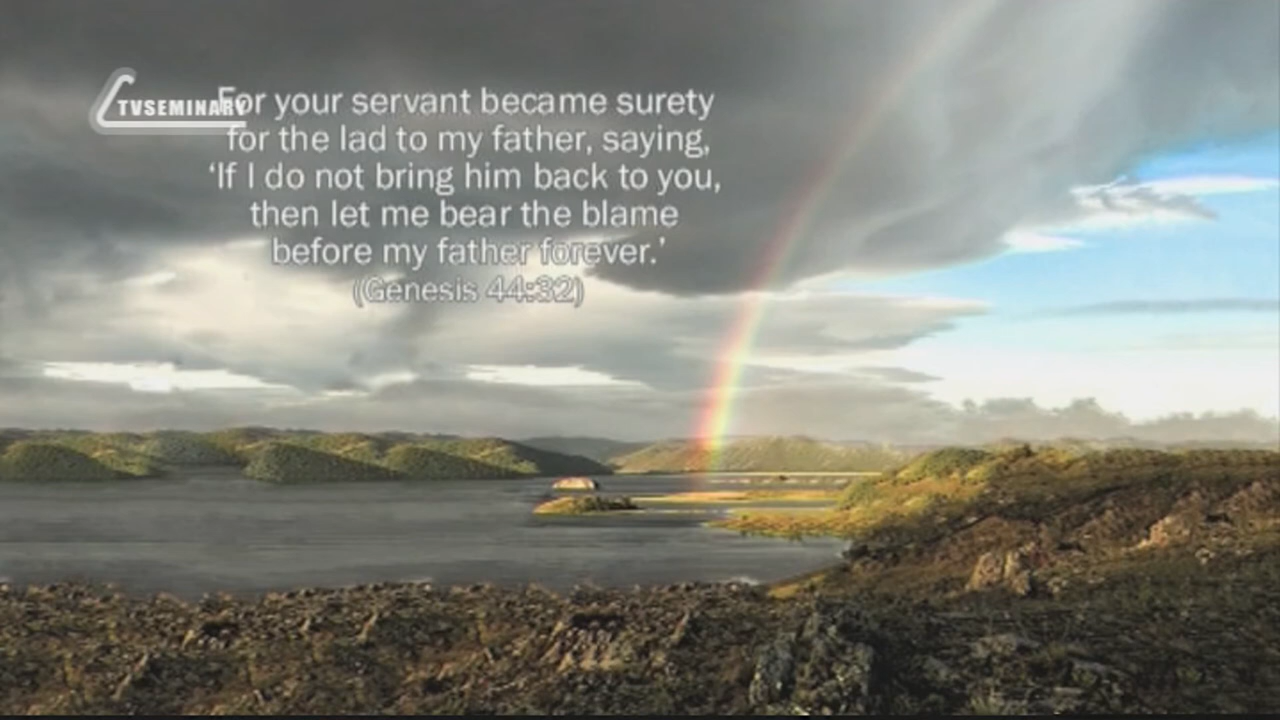 TVSEMINARY
For your servant became surety
for the lad to my father, saying,
‘If I do not bring him back to you,
then let me bear the blame
before my father forever.’
(Genesis 44:32)